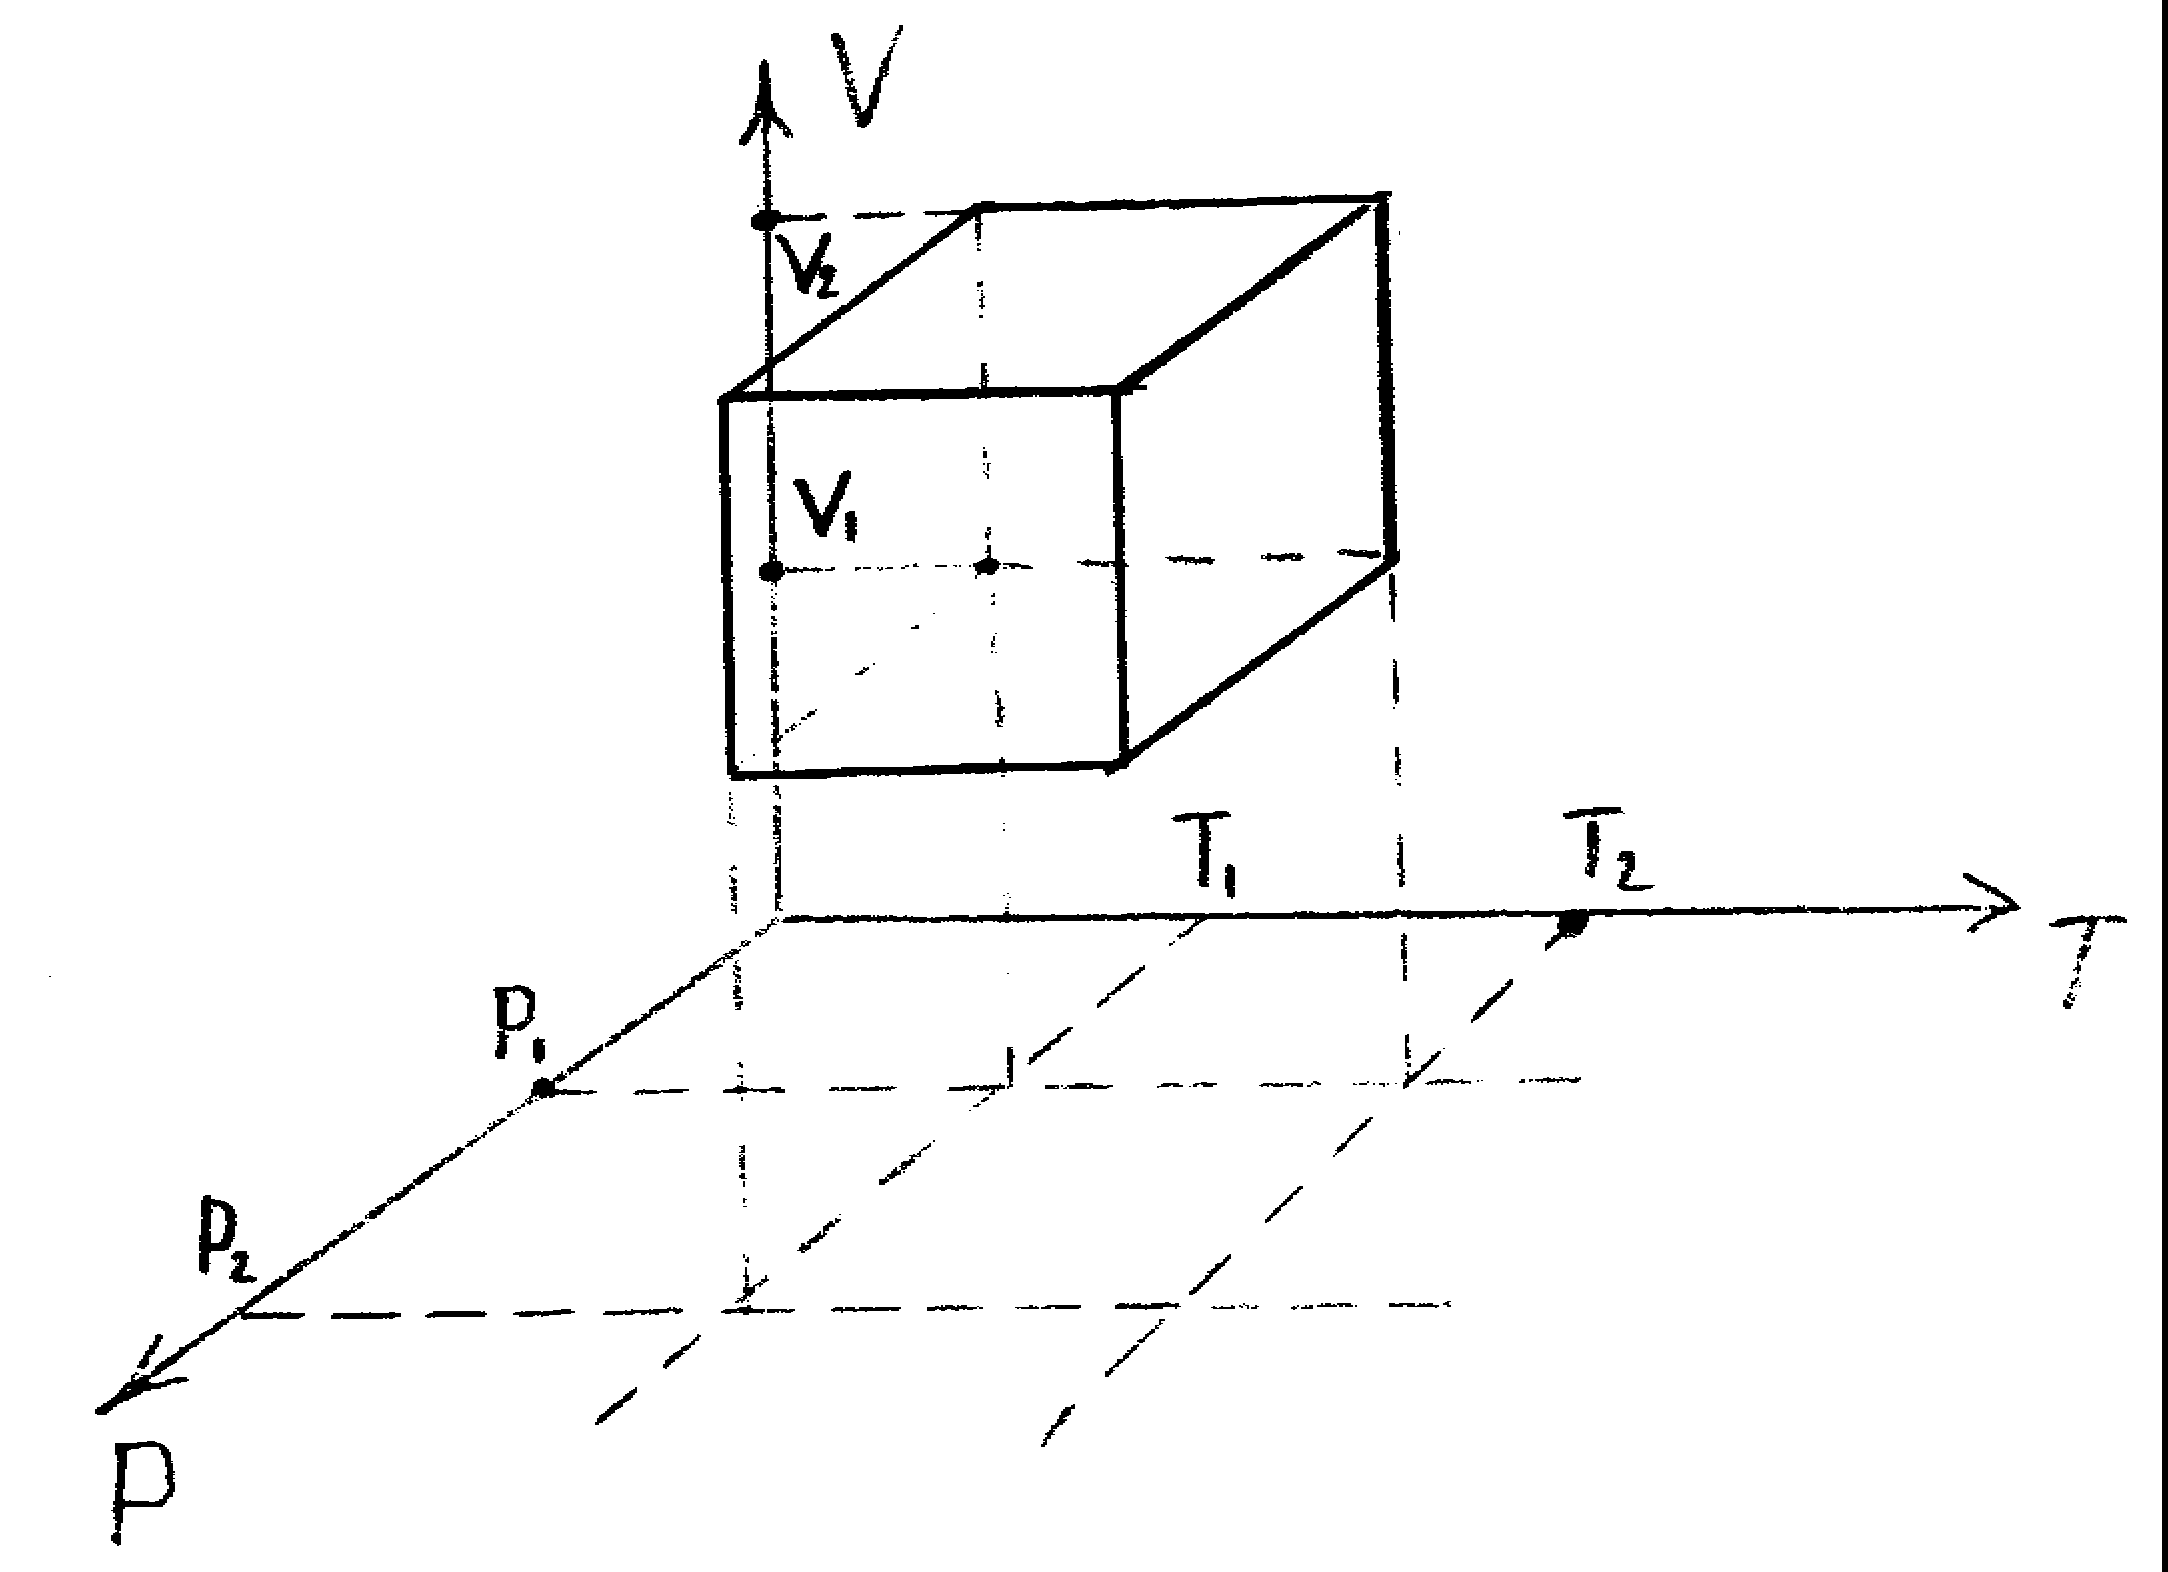 V
V₂
V₁
T₁
T₂
T
P₁
P₂
P